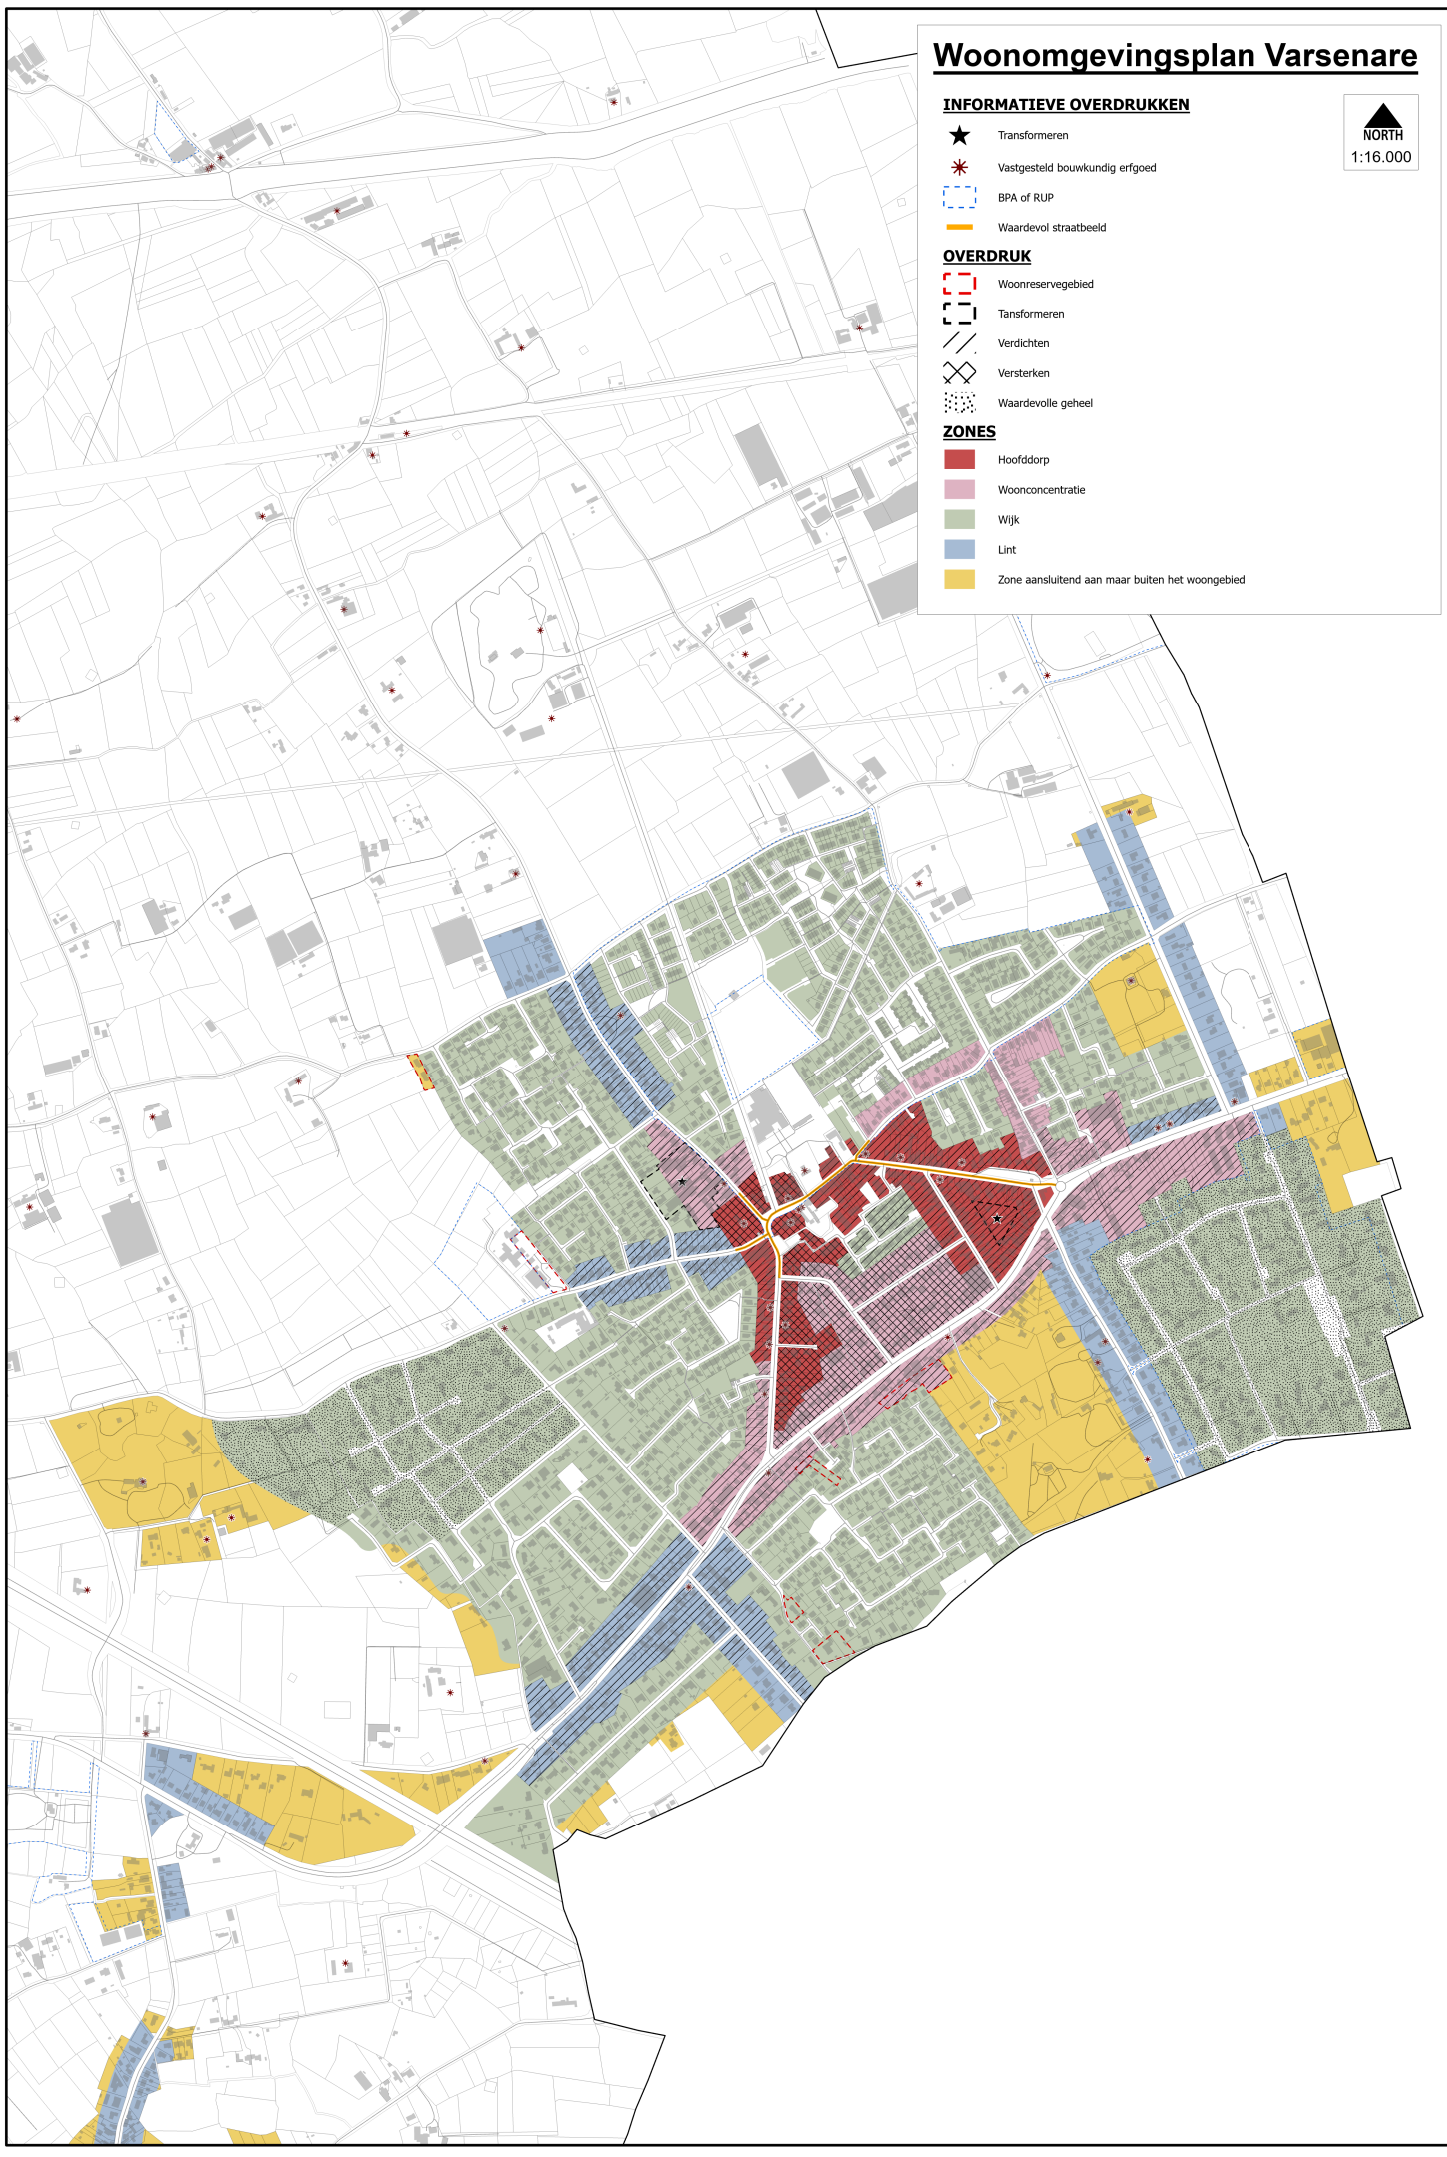 Woonomgevingsplan Varsenare
INFORMATIEVE OVERDRUKKEN
Transformeren
Vastgesteld bouwkundig erfgoed
BPA of RUP
Waardevol straatbeeld
OVERDRUK
Woonreservegebied
Tansformeren
Verdichten
Versterken
Waardevolle geheel
ZONES
Hoofddorp
Woonconcentratie
Wijk
Lint
Zone aansluitend aan maar buiten het woongebied
NORTH
1:16.000